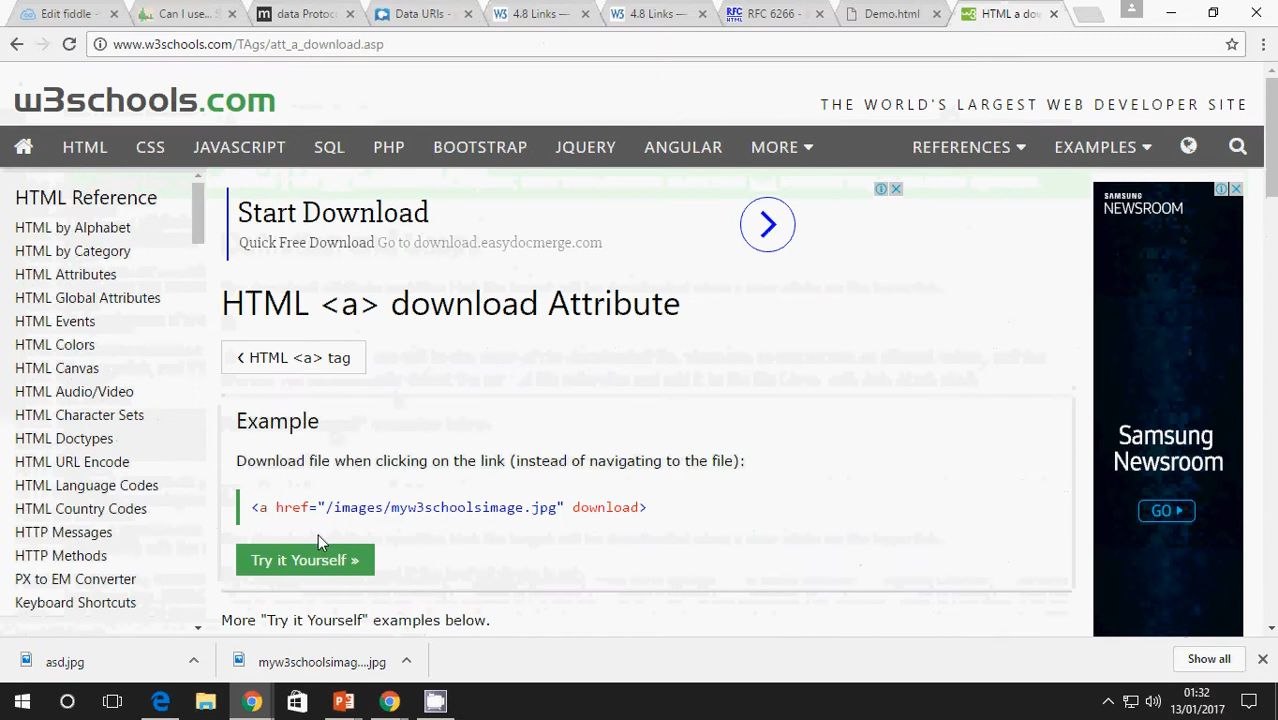 Edit fiddle -
Can I use...
data Protoco
Data URIs -
4.8 Links —
4.8 Links —
RFC
HTML
RFC 6266 -
Demo.html
HTML a do
www.w3schools.com/TAgs/att_a_download.asp
w3schools.com
THE WORLD'S LARGEST WEB DEVELOPER SITE
HTML
CSS
JAVASCRIPT
SQL
PHP
BOOTSTRAP
JQUERY
ANGULAR
MORE
REFERENCES
EXAMPLES
HTML Reference
HTML by Alphabet
HTML by Category
HTML Attributes
HTML Global Attributes
HTML Events
HTML Colors
HTML Canvas
HTML Audio/Video
HTML Character Sets
HTML Doctypes
HTML URL Encode
HTML Language Codes
HTML Country Codes
HTTP Messages
HTTP Methods
PX to EM Converter
Keyboard Shortcuts
Start Download
Quick Free Download Go to download.easydocmerge.com
HTML <a> download Attribute
❮ HTML <a> tag
Example
Download file when clicking on the link (instead of navigating to the file):
<a href="/images/myw3schoolsimage.jpg" download>
Try it Yourself »
More "Try it Yourself" examples below.
SAMSUNG
NEWSROOM
Samsung
Newsroom
GO
asd.jpg
myw3schoolsimag....jpg
Show all
01:32
13/01/2017